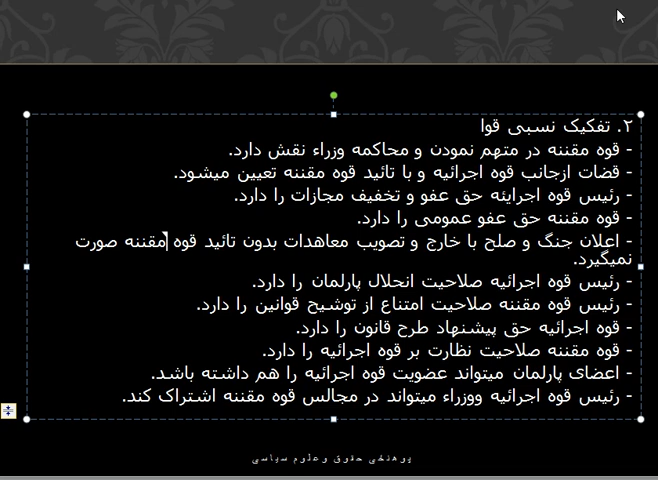 ۲. تفکیک نسبی قوا
- قوه مقننه در متهم نمودن و محاکمه وزراء نقش دارد.
- قضات ازجانب قوه اجرائیه و با تائید قوه مقننه تعیین میشود.
- رئیس قوه اجرایئه حق عفو و تخفیف مجازات را دارد.
- قوه مقننه حق عفو عمومی را دارد.
- اعلان جنگ و صلح با خارج و تصویب معاهدات بدون تائید قوه مقننه صورت
نمیگیرد.
- رئیس قوه اجرائیه صلاحیت انحلال پارلمان را دارد.
- رئیس قوه مقننه صلاحیت امتناع از توشیح قوانین را دارد.
- قوه اجرائیه حق پیشنهاد طرح قانون را دارد.
- قوه مقننه صلاحیت نظارت بر قوه اجرائیه را دارد.
- اعضای پارلمان میتواند عضویت قوه اجرائیه را هم داشته باشد.
- رئیس قوه اجرائیه ووزراء میتواند در مجالس قوه مقننه اشتراک کند.
پوهنځی حقوق وعلوم سیاسی